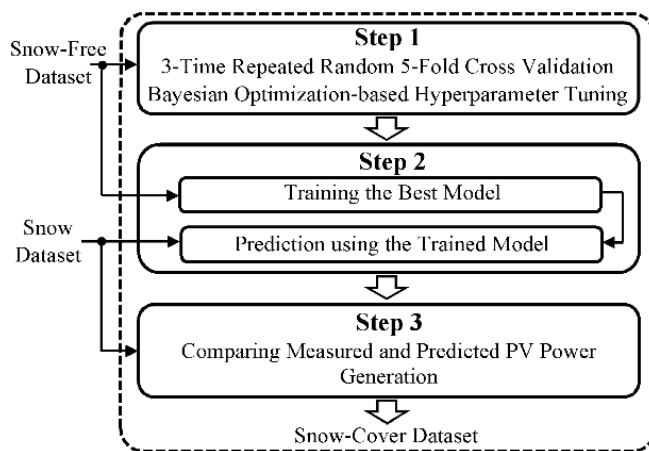 Snow-Free
Dataset
Step 1
3-Time Repeated Random 5-Fold Cross Validation
Bayesian Optimization-based Hyperparameter Tuning
Step 2
Training the Best Model
Snow
Dataset
Prediction using the Trained Model
Step 3
Comparing Measured and Predicted PV Power
Generation
Snow-Cover Dataset